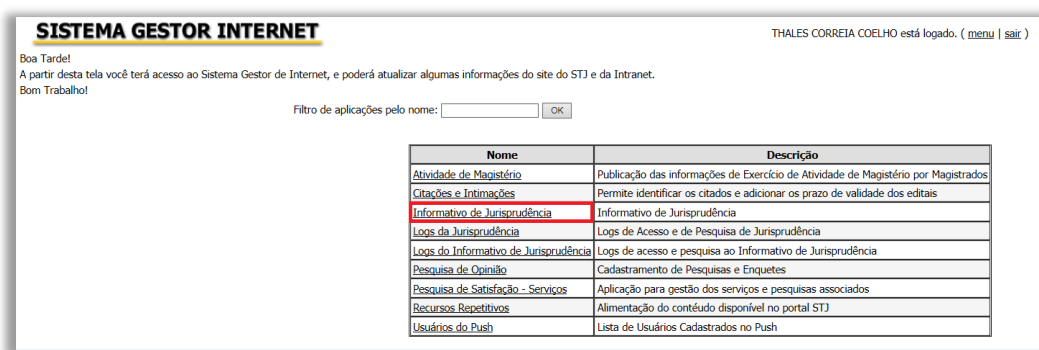 SISTEMA GESTOR INTERNET
THALES CORREIA COELHO está logado. ( menu | sair )
Boa Tarde!
A partir desta tela você terá acesso ao Sistema Gestor de Internet, e poderá atualizar algumas informações do site do STJ e da Intranet.
Bom Trabalho!
Filtro de aplicações pelo nome: OK
Nome Descrição
Atividade de Magistério Publicação das informações de Exercício de Atividade de Magistério por Magistrados
Citações e Intimações Permite identificar os citados e adicionar os prazo de validade dos editais
Informativo de Jurisprudência Informativo de Jurisprudência
Logs da Jurisprudência Logs de Acesso e de Pesquisa de Jurisprudência
Logs do Informativo de Jurisprudência Logs de acesso e pesquisa ao Informativo de Jurisprudência
Pesquisa de Opinião Cadastramento de Pesquisas e Enquetes
Pesquisa de Satisfação - Serviços Aplicação para gestão dos serviços e pesquisas associados
Recursos Repetitivos Alimentação do contéudo disponível no portal STJ
Usuários do Push Lista de Usuários Cadastrados no Push